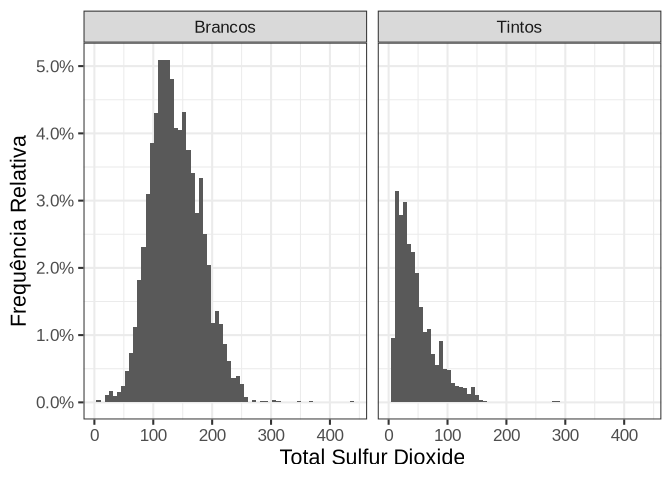 Brancos
Tintos
Frequência Relativa
5.0%
4.0%
3.0%
2.0%
1.0%
0.0%
0 100 200 300 400
0 100 200 300 400
Total Sulfur Dioxide